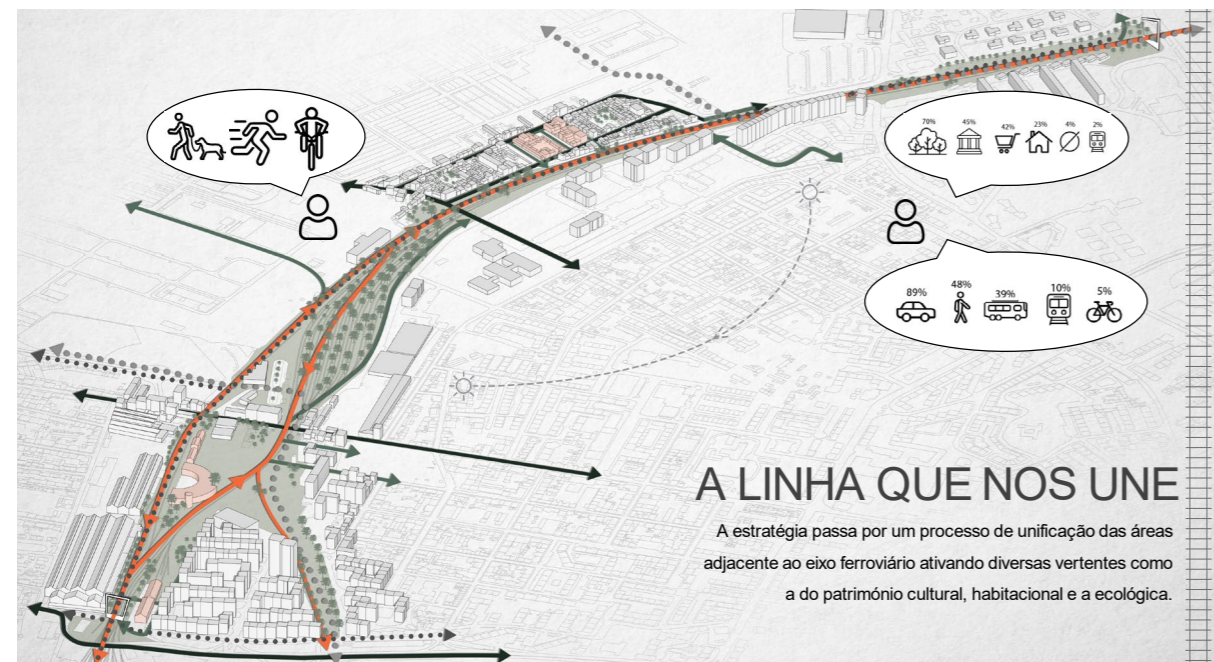 70% 45% 42% 23% 4% 2%
89% 48% 39% 10% 5%
A LINHA QUE NOS UNE
A estratégia passa por um processo de unificação das áreas
adjacente ao eixo ferroviário ativando diversas vertentes como
a do património cultural, habitacional e a ecológica.